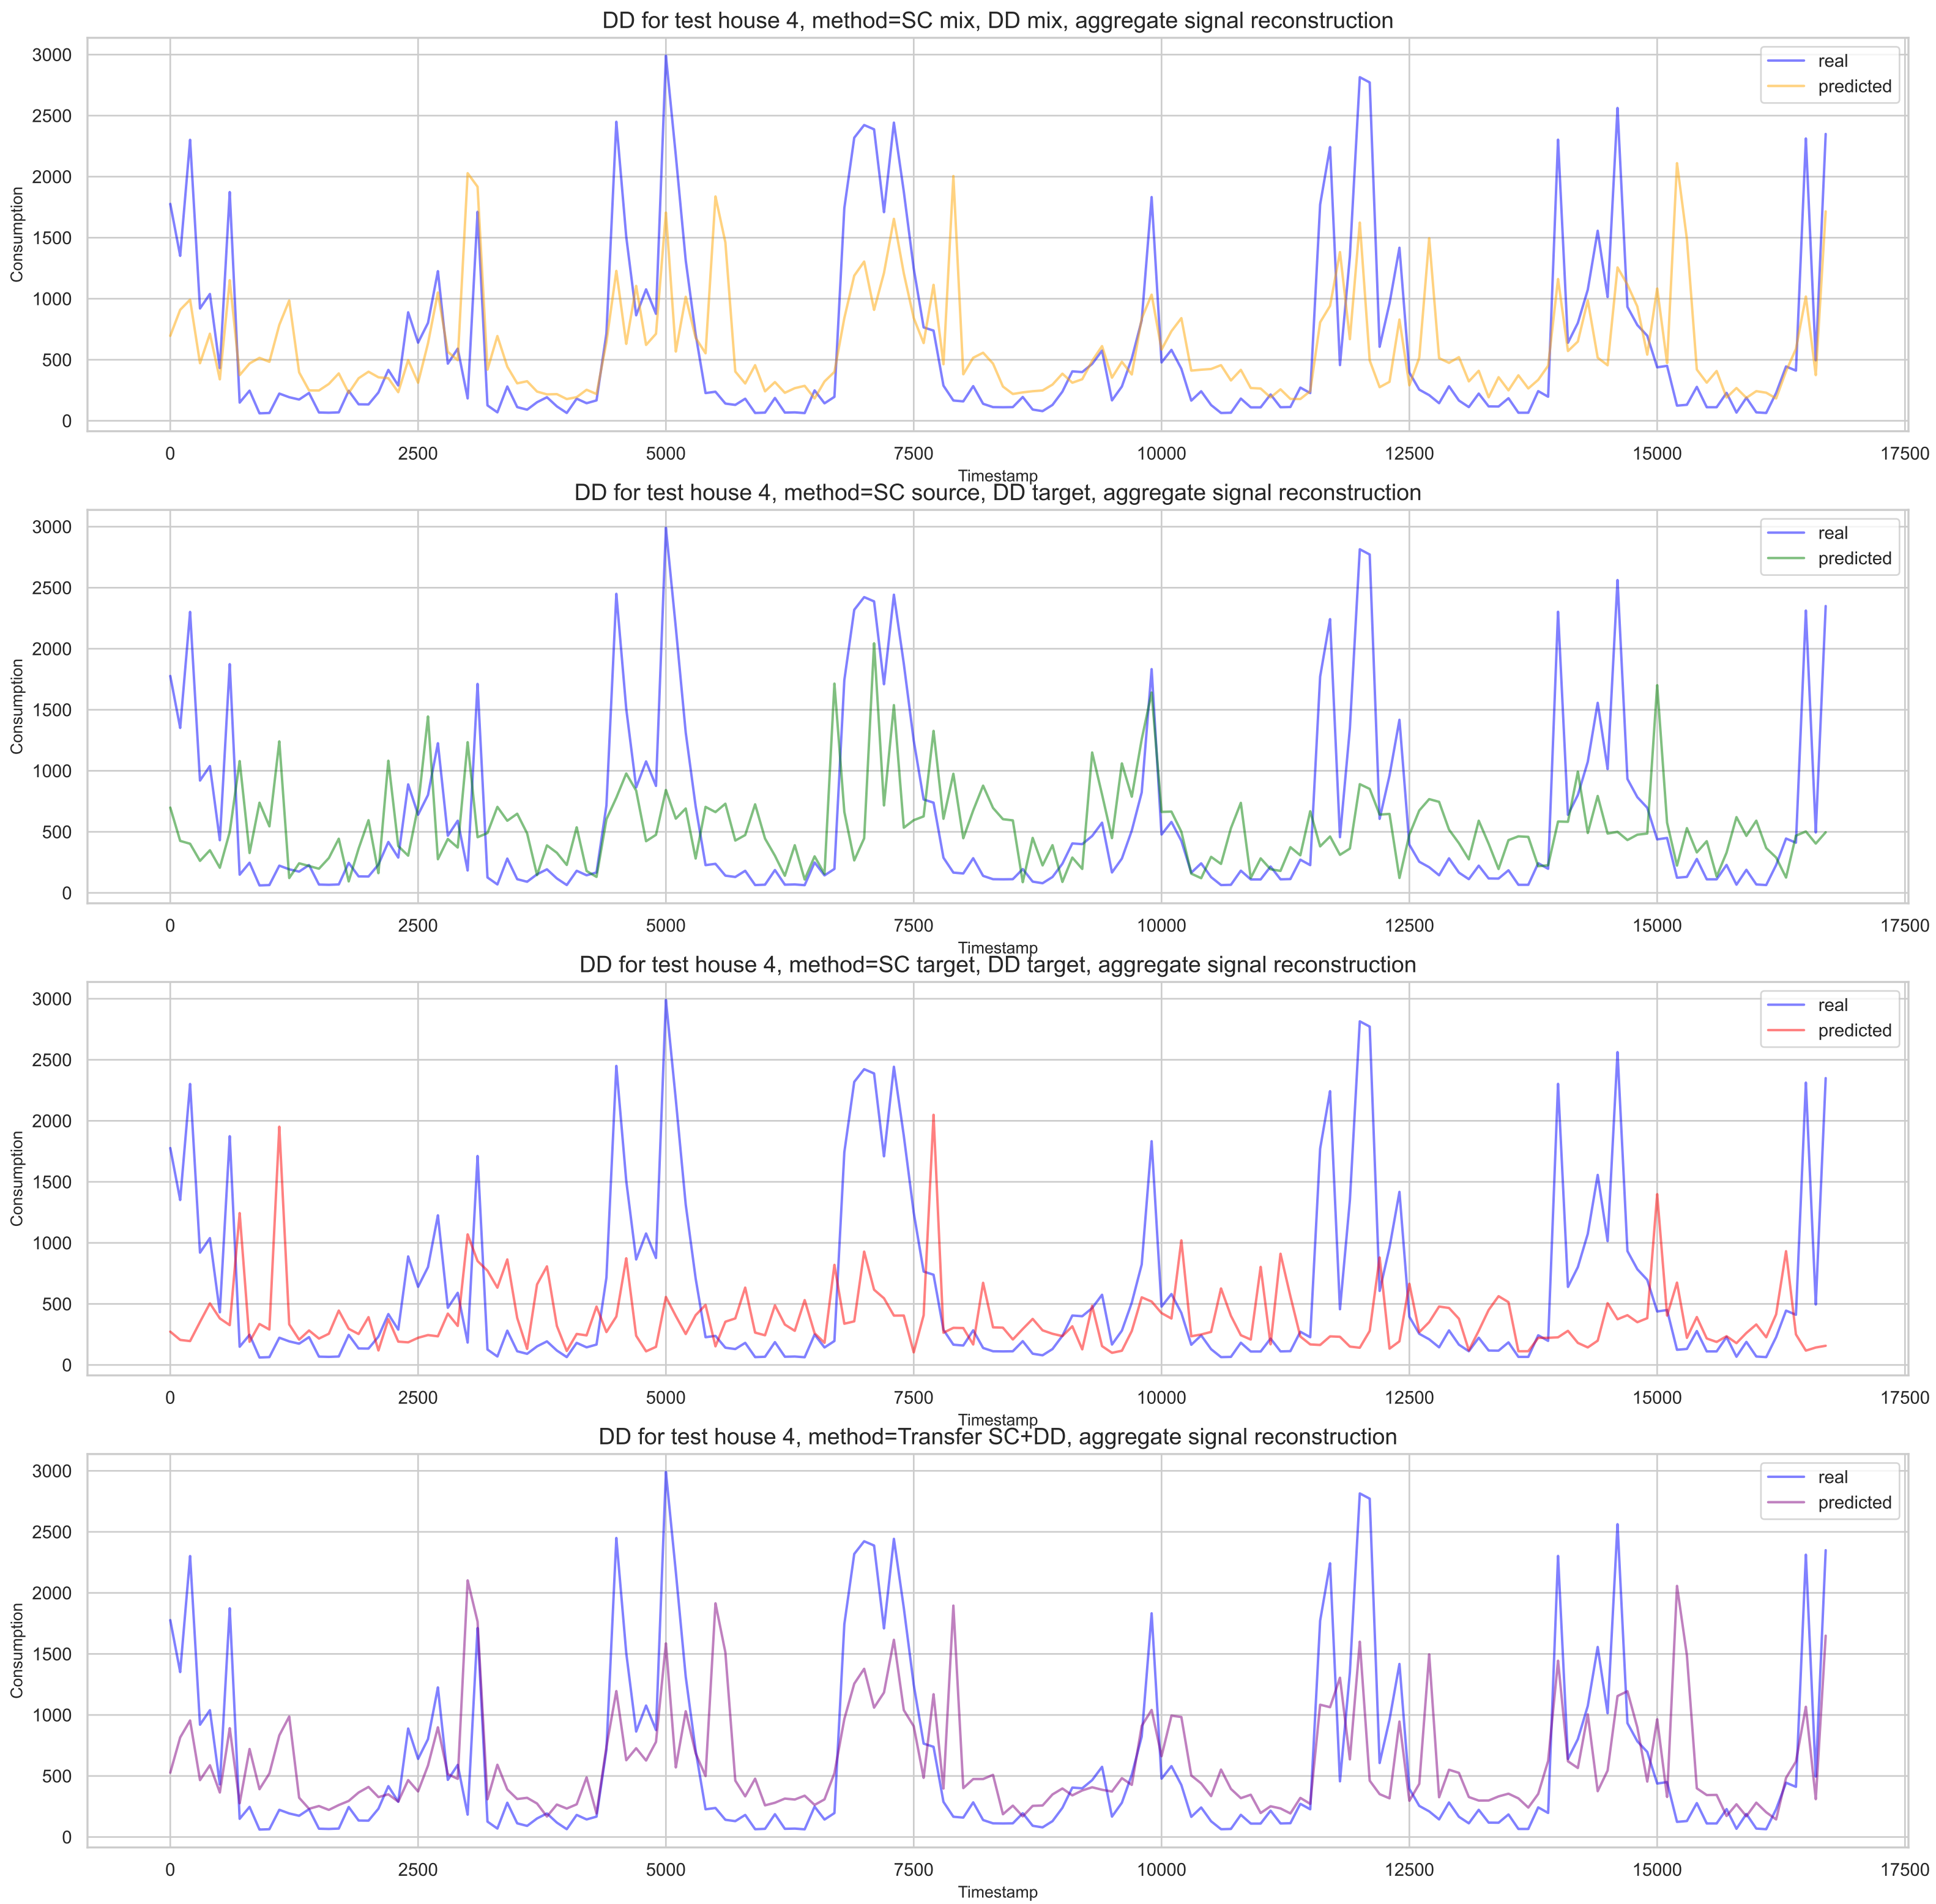 DD for test house 4, method=SC mix, DD mix, aggregate signal reconstruction
3000
2500
2000
1500
1000
500
0
Consumption
real
predicted
0 2500 5000 7500 10000 12500 15000 17500
Timestamp
DD for test house 4, method=SC source, DD target, aggregate signal reconstruction
3000
2500
2000
1500
1000
500
0
Consumption
real
predicted
0 2500 5000 7500 10000 12500 15000 17500
Timestamp
DD for test house 4, method=SC target, DD target, aggregate signal reconstruction
3000
2500
2000
1500
1000
500
0
Consumption
real
predicted
0 2500 5000 7500 10000 12500 15000 17500
Timestamp
DD for test house 4, method=Transfer SC+DD, aggregate signal reconstruction
3000
2500
2000
1500
1000
500
0
Consumption
real
predicted
0 2500 5000 7500 10000 12500 15000 17500
Timestamp